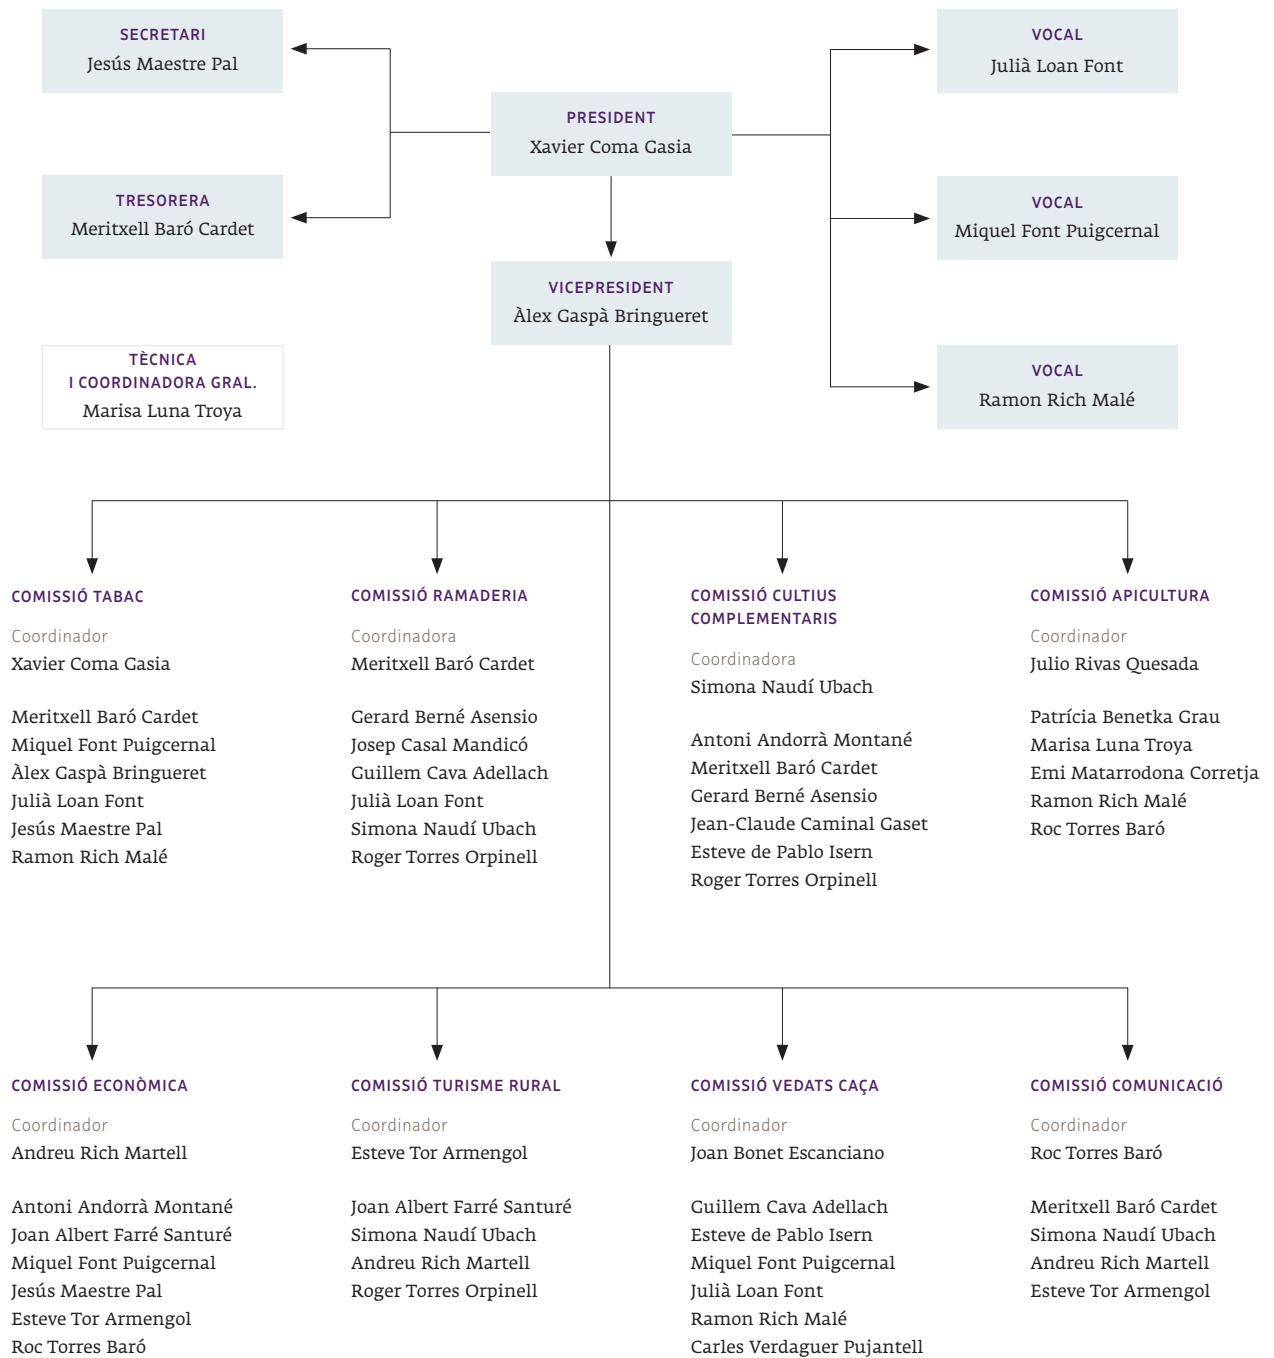 SECRETARI
Jesús Maestre Pal
VOCAL
Julià Loan Font
PRESIDENT
Xavier Coma Gasia
TRESORERA
Meritxell Baró Cardet
VOCAL
Miquel Font Puigcernal
VICEPRESIDENT
Àlex Gaspà Bringueret
TÈCNICA
I COORDINADORA GRAL.
Marisa Luna Troya
VOCAL
Ramon Rich Malé
COMISSIÓ TABAC
Coordinador
Xavier Coma Gasia
Meritxell Baró Cardet
Miquel Font Puigcernal
Àlex Gaspà Bringueret
Julià Loan Font
Jesús Maestre Pal
Ramon Rich Malé
COMISSIÓ RAMADERIA
Coordinadora
Meritxell Baró Cardet
Gerard Berné Asensio
Josep Casal Mandicó
Guillem Cava Adellach
Julià Loan Font
Simona Naudí Ubach
Roger Torres Orpinell
COMISSIÓ CULTIUS
COMPLEMENTARIS
Coordinadora
Simona Naudí Ubach
Antoni Andorrà Montané
Meritxell Baró Cardet
Gerard Berné Asensio
Jean-Claude Caminal Gaset
Esteve de Pablo Isern
Roger Torres Orpinell
COMISSIÓ APICULTURA
Coordinador
Julio Rivas Quesada
Patrícia Benetka Grau
Marisa Luna Troya
Emi Matarrodona Corretja
Ramon Rich Malé
Roc Torres Baró
COMISSIÓ ECONÒMICA
Coordinador
Andreu Rich Martell
Antoni Andorrà Montané
Joan Albert Farré Santuré
Miquel Font Puigcernal
Jesús Maestre Pal
Esteve Tor Armengol
Roc Torres Baró
COMISSIÓ TURISME RURAL
Coordinador
Esteve Tor Armengol
Joan Albert Farré Santuré
Simona Naudí Ubach
Andreu Rich Martell
Roger Torres Orpinell
COMISSIÓ VEDATS CAÇA
Coordinador
Joan Bonet Escanciano
Guillem Cava Adellach
Esteve de Pablo Isern
Miquel Font Puigcernal
Julià Loan Font
Ramon Rich Malé
Carles Verdaguer Pujantell
COMISSIÓ COMUNICACIÓ
Coordinador
Roc Torres Baró
Meritxell Baró Cardet
Simona Naudí Ubach
Andreu Rich Martell
Esteve Tor Armengol